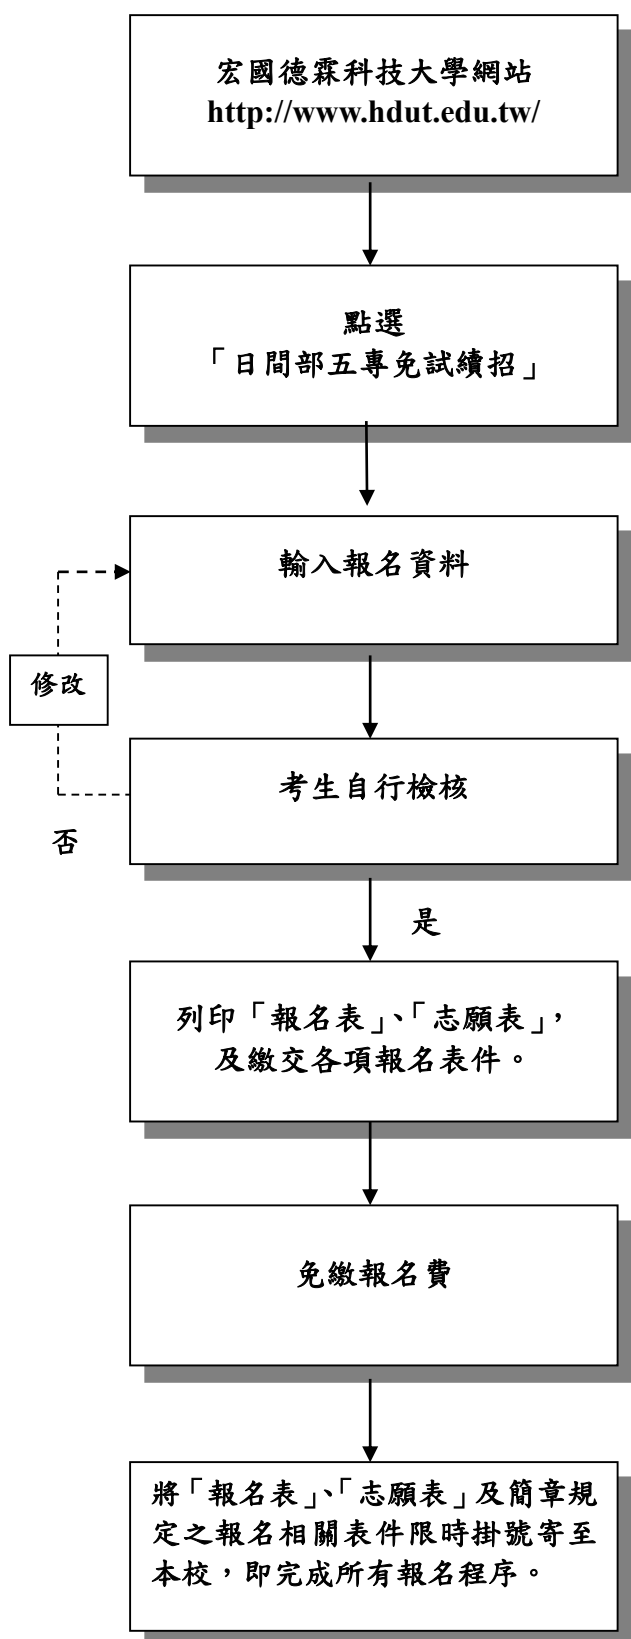 宏國德霖科技大學網站
http://www.hdut.edu.tw/
點選
「日間部五專免試續招」
輸入報名資料
修改
考生自行檢核
否
是
列印「報名表」、「志願表」，
及繳交各項報名表件。
免繳報名費
將「報名表」、「志願表」及簡章規
定之報名相關表件限時掛號寄至
本校，即完成所有報名程序。